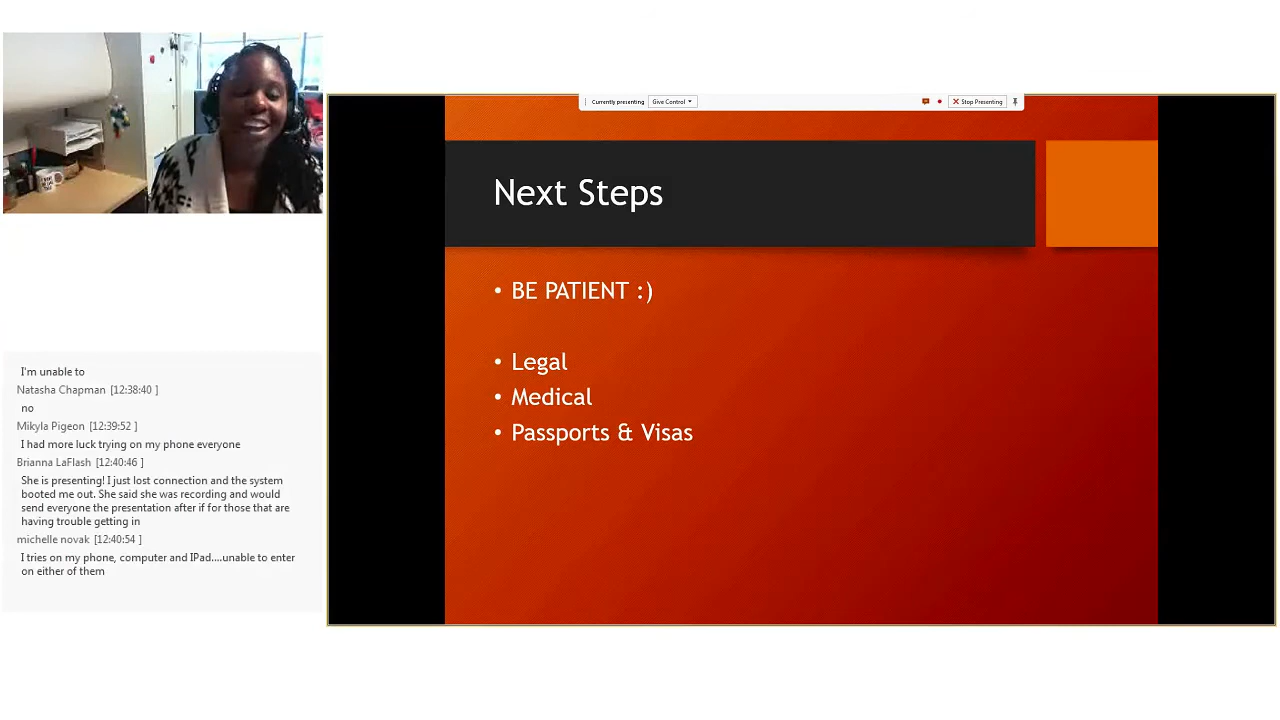 I'm unable to
Natasha Chapman [12:38:40 ]
no
Mikyla Pigeon [12:39:52 ]
I had more luck trying on my phone everyone
Brianna LaFlash [12:40:46 ]
She is presenting! I just lost connection and the system
booted me out. She said she was recording and would
send everyone the presentation after if for those that are
having trouble getting in
michelle novak [12:40:54 ]
I tries on my phone, computer and IPad....unable to enter
on either of them
Currently presenting
Give Control
Stop Presenting
Next Steps
• BE PATIENT :)
• Legal
• Medical
• Passports & Visas